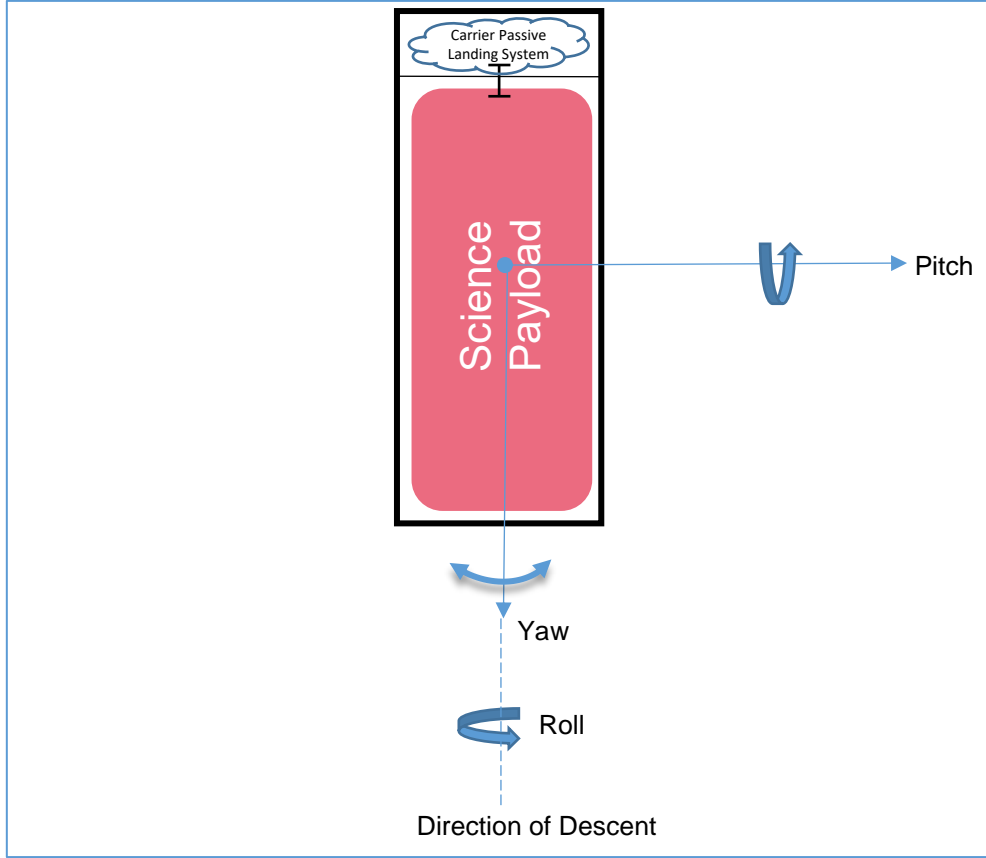 Carrier Passive
Landing System
Science
Payload
Pitch
Yaw
Roll
Direction of Descent